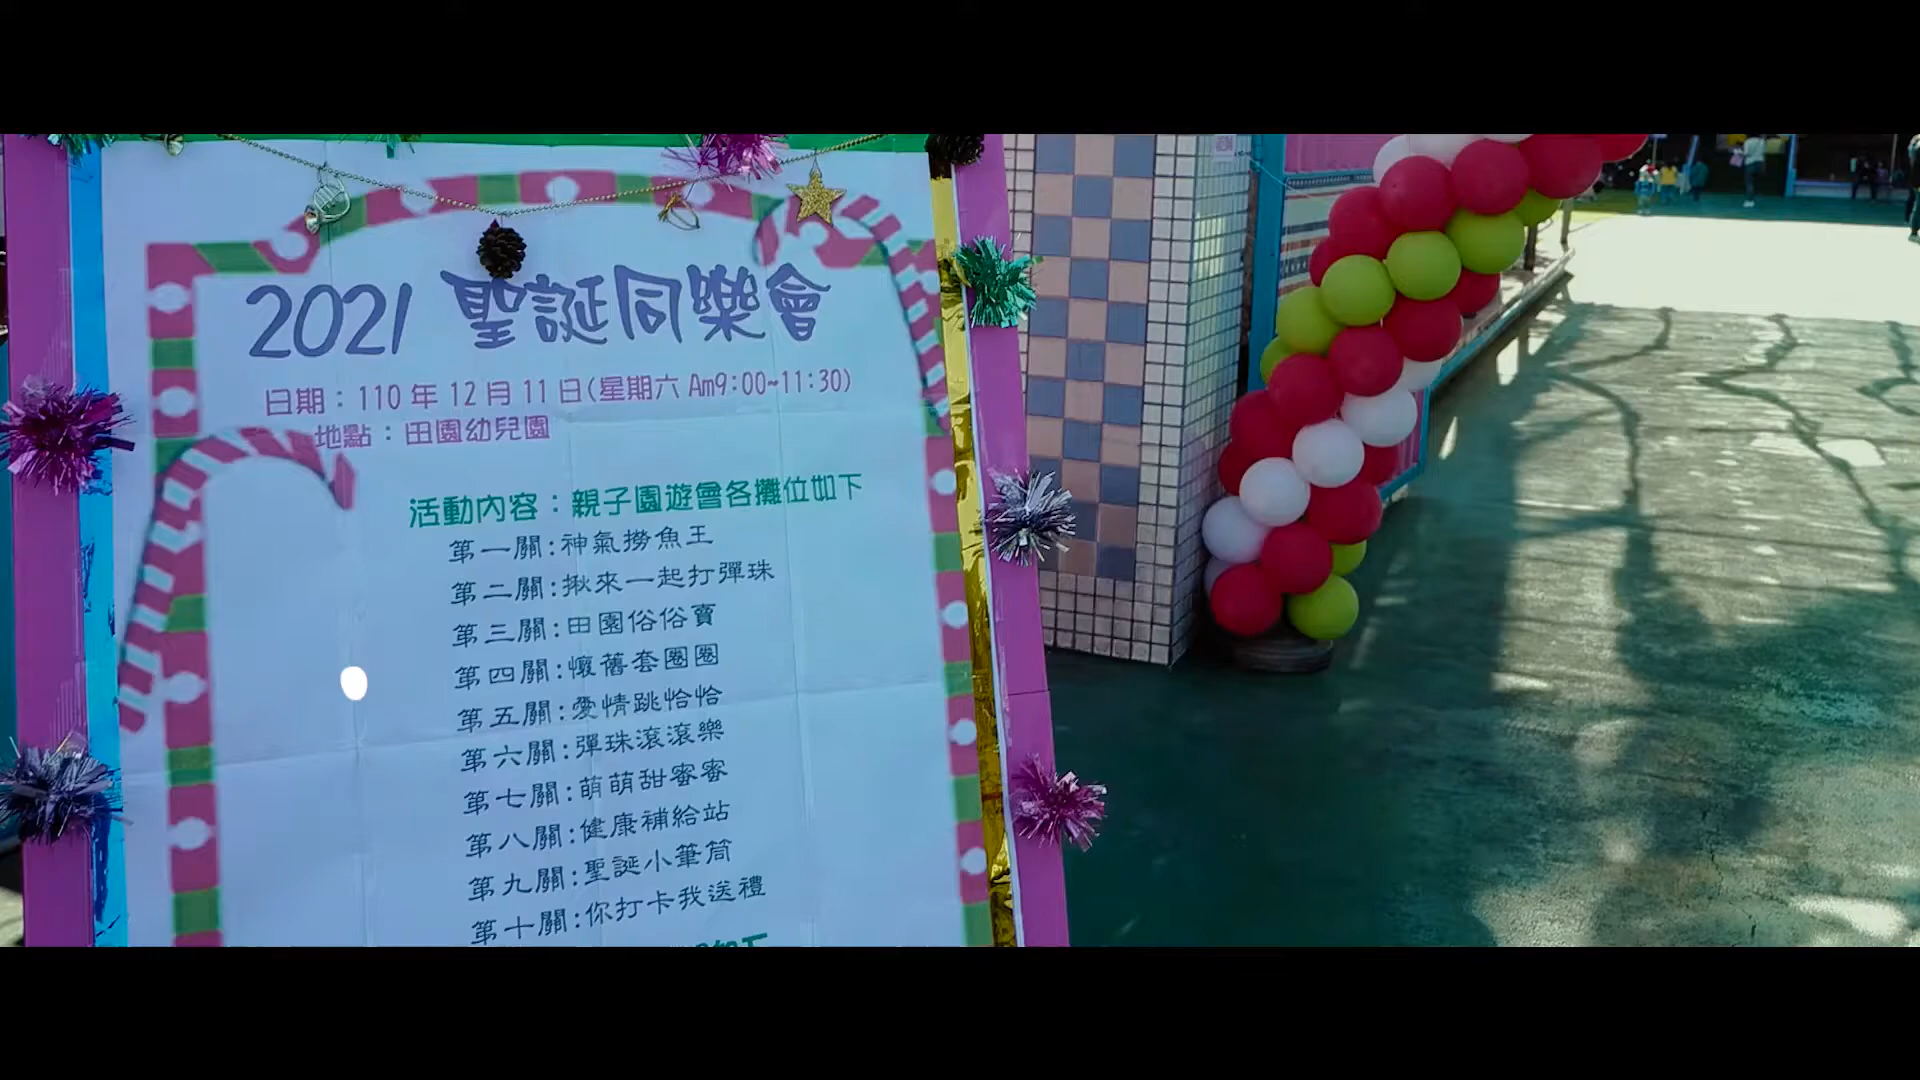 2021 聖誕同樂會
日期：110 年 12 月 11 日(星期六 Am9:00~11:30)
地點：田園幼兒園
活動內容：親子園遊會各攤位如下
第一關:神氣撈魚王
第二關:揪來一起打彈珠
第三關:田園俗俗賣
第四關:懷舊套圈圈
第五關:愛情跳恰恰
第六關:彈珠滾滾樂
第七關:萌萌甜蜜蜜
第八關:健康補給站
第九關:聖誕小筆筒
第十關:你打卡我送禮